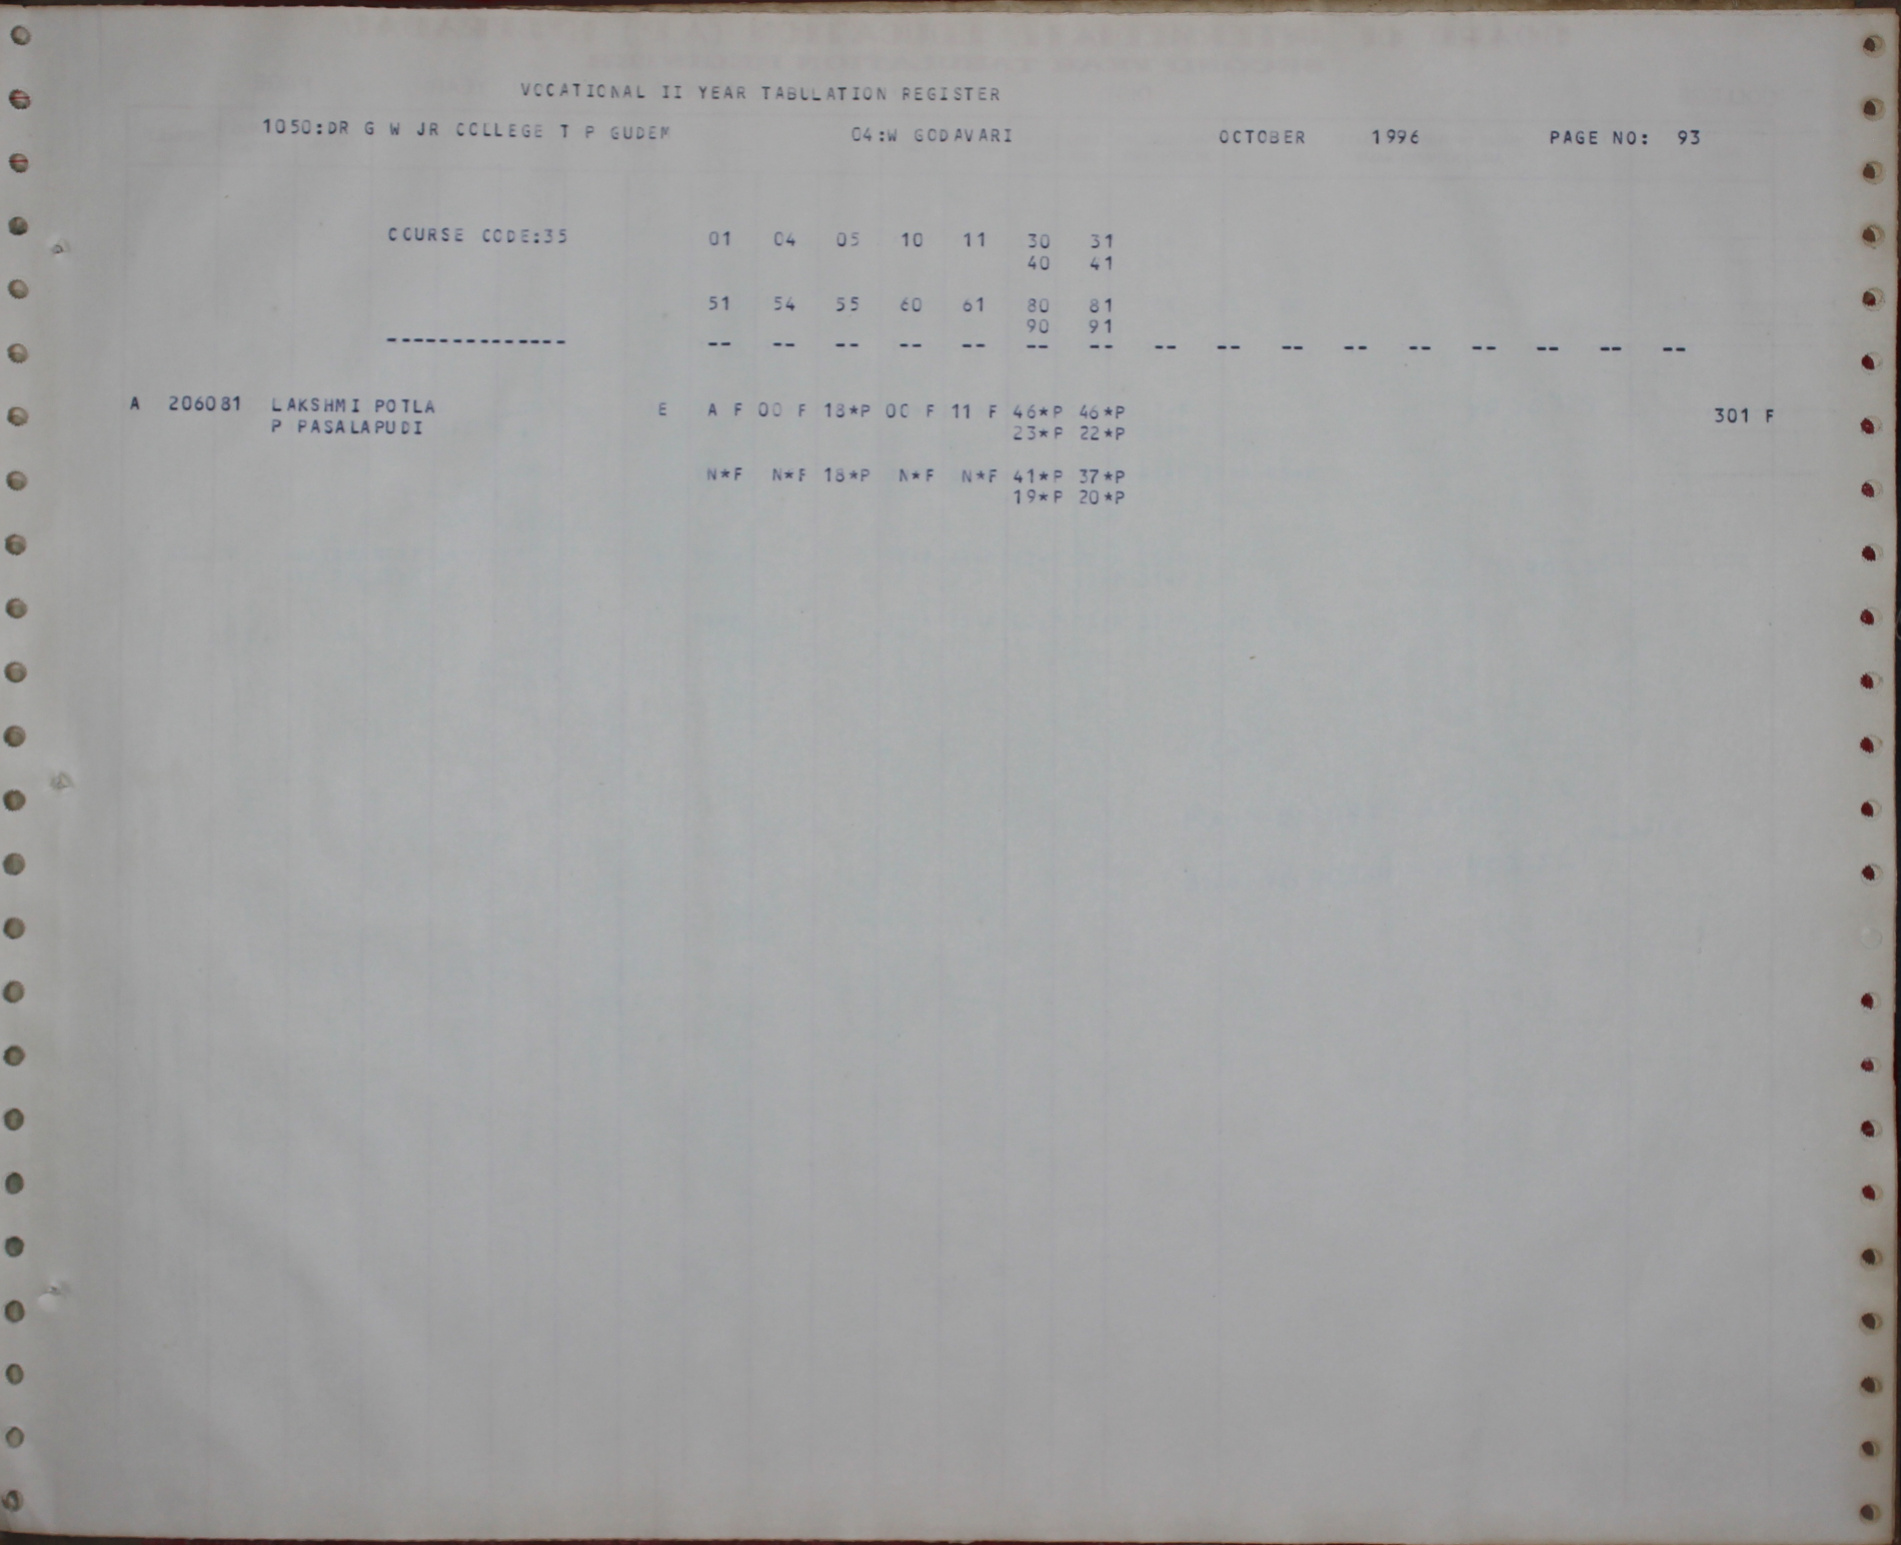 VOCATIONAL II YEAR TABULATION REGISTER
1050:DR G W JR COLLEGE T P GUDEM 04:W GODAVARI OCTOBER 1996 PAGE NO: 93
COURSE CODE:35 01 04 05 10 11 30 31
40 41
51 54 55 60 61 80 81
90 91
-------------- -- -- -- -- -- -- -- -- -- -- -- -- -- -- -- --
A 206081 LAKSHMI POTLA E A F 00 F 18*P 00 F 11 F 46*P 46*P 301 F
P PASALAPUDI 23*P 22*P
N*F N*F 18*P N*F N*F 41*P 37*P
19*P 20*P